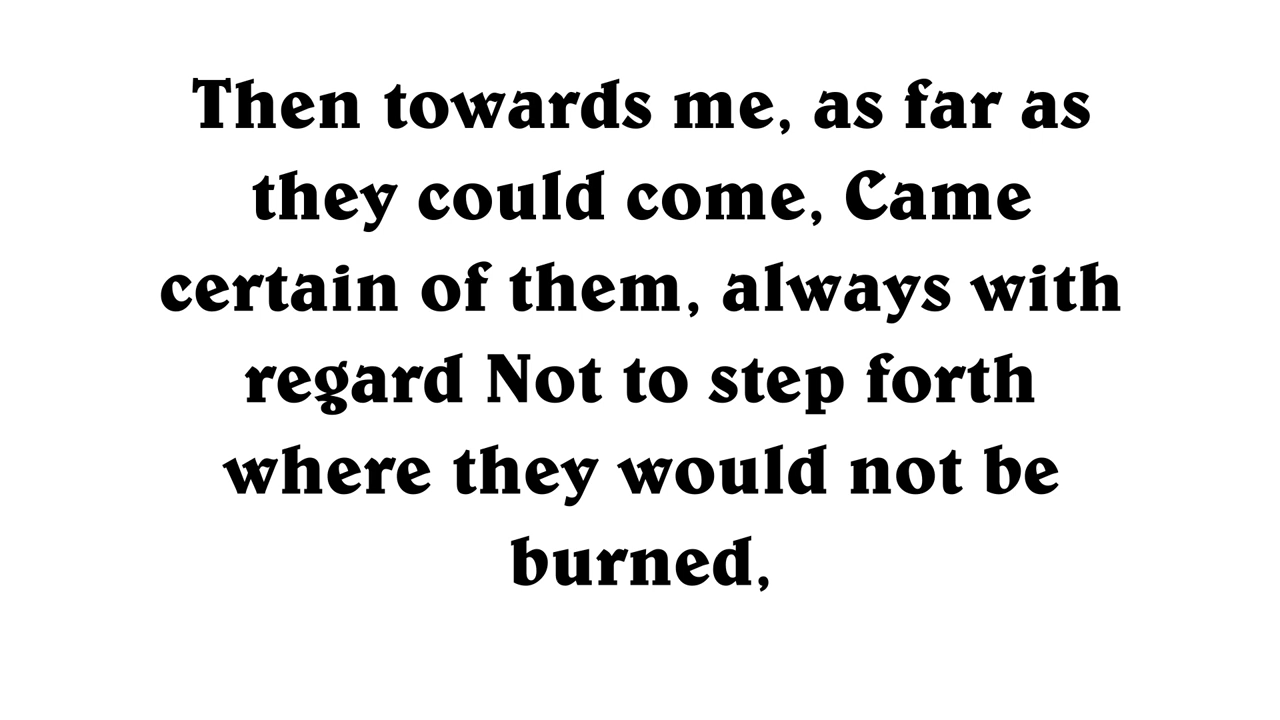 Then towards me, as far as
they could come, Came
certain of them, always with
regard Not to step forth
where they would not be
burned,